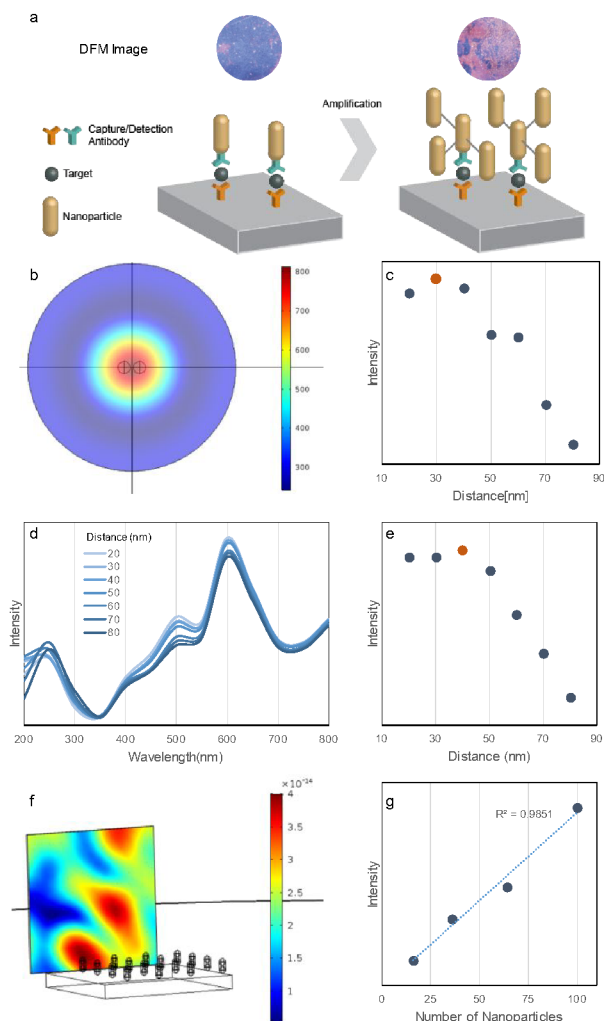 a
DFM Image
Amplification
Capture/Detection
Antibody
Target
Nanoparticle
b
800
700
600
500
400
300
c
Intensity
10 30 50 70 90
Distance[nm]
d
Distance (nm)
20
30
40
50
60
70
80
Intensity
200 300 400 500 600 700 800
Wavelength(nm)
e
Intensity
10 30 50 70 90
Distance (nm)
f
×10⁻²⁴
4
3.5
3
2.5
2
1.5
1
g
R² = 0.9851
Intensity
0 25 50 75 100
Number of Nanoparticles